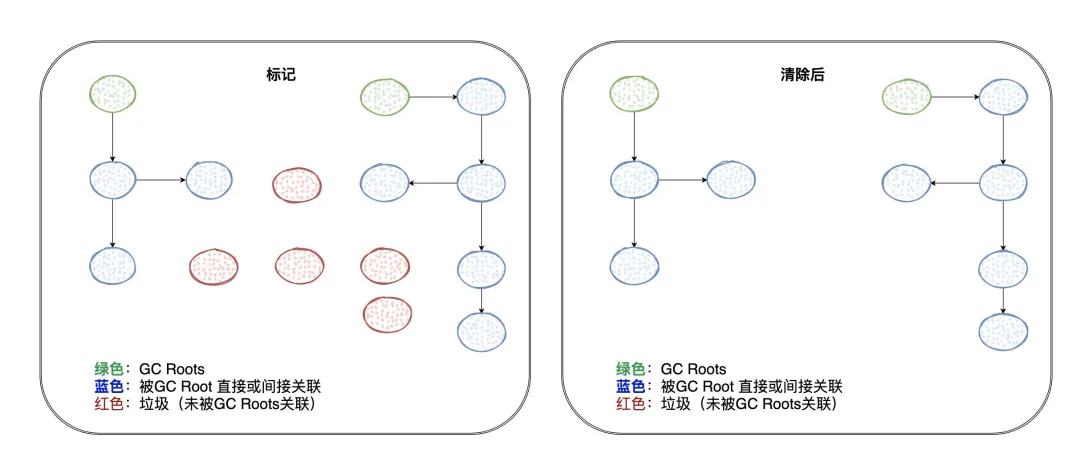 标记
绿色：GC Roots
蓝色：被GC Root 直接或间接关联
红色：垃圾（未被GC Roots关联）
清除后
绿色：GC Roots
蓝色：被GC Root 直接或间接关联
红色：垃圾（未被GC Roots关联）